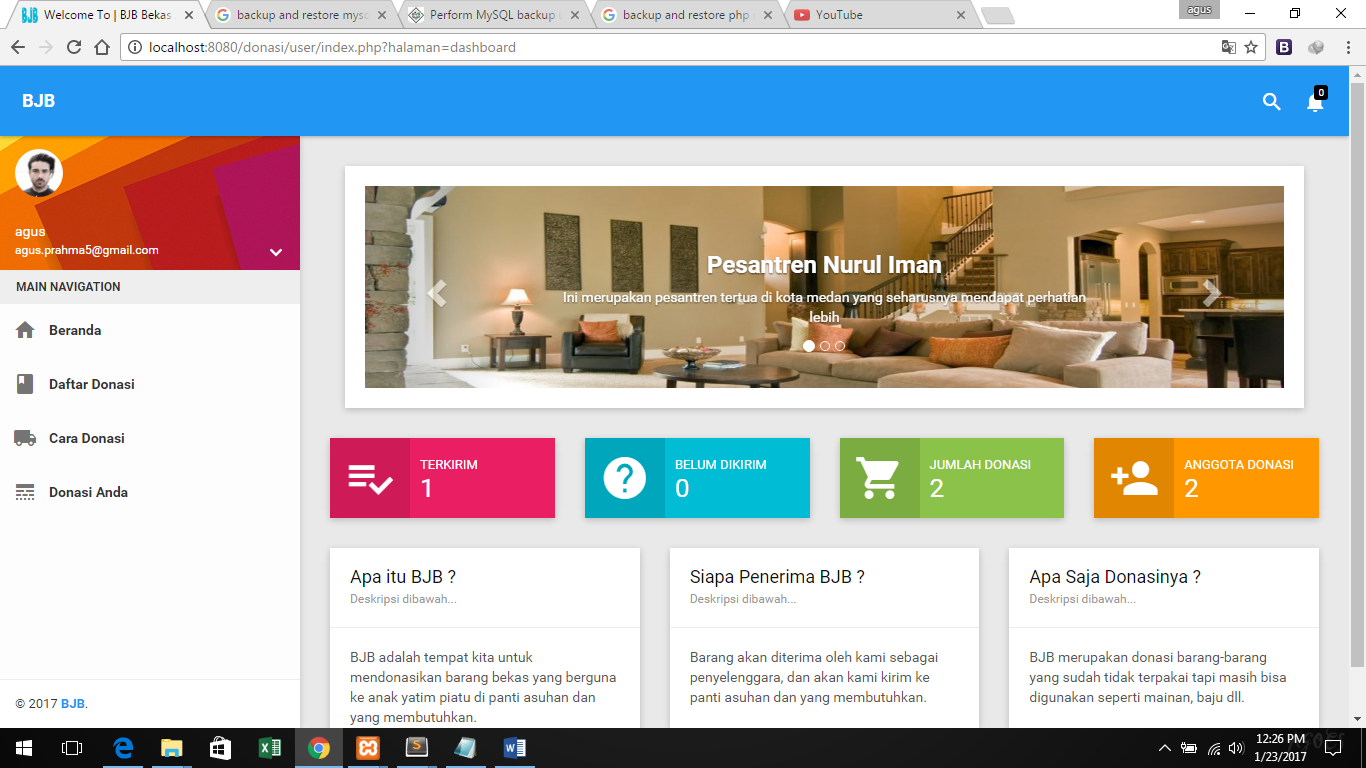 Welcome To | BJB Bekas
backup and restore myso
Perform MySQL backup
backup and restore php
YouTube
agus
localhost:8080/donasi/user/index.php?halaman=dashboard
BJB
0
agus
agus.prahma5@gmail.com
MAIN NAVIGATION
Beranda
Daftar Donasi
Cara Donasi
Donasi Anda
© 2017 BJB.
Pesantren Nurul Iman
Ini merupakan pesantren tertua di kota medan yang seharusnya mendapat perhatian
lebih
TERKIRIM
1
BELUM DIKIRIM
0
JUMLAH DONASI
2
ANGGOTA DONASI
2
Apa itu BJB ?
Deskripsi dibawah...
BJB adalah tempat kita untuk
mendonasikan barang bekas yang berguna
ke anak yatim piatu di panti asuhan dan
yang membutuhkan.
Siapa Penerima BJB ?
Deskripsi dibawah...
Barang akan diterima oleh kami sebagai
penyelenggara, dan akan kami kirim ke
panti asuhan dan yang membutuhkan.
Apa Saja Donasinya ?
Deskripsi dibawah...
BJB merupakan donasi barang-barang
yang sudah tidak terpakai tapi masih bisa
digunakan seperti mainan, baju dll.
12:26 PM
1/23/2017